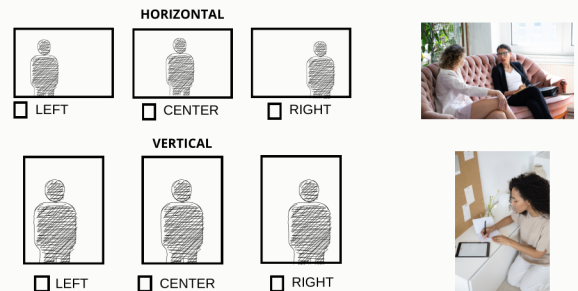 HORIZONTAL
LEFT
CENTER
RIGHT
VERTICAL
LEFT
CENTER
RIGHT